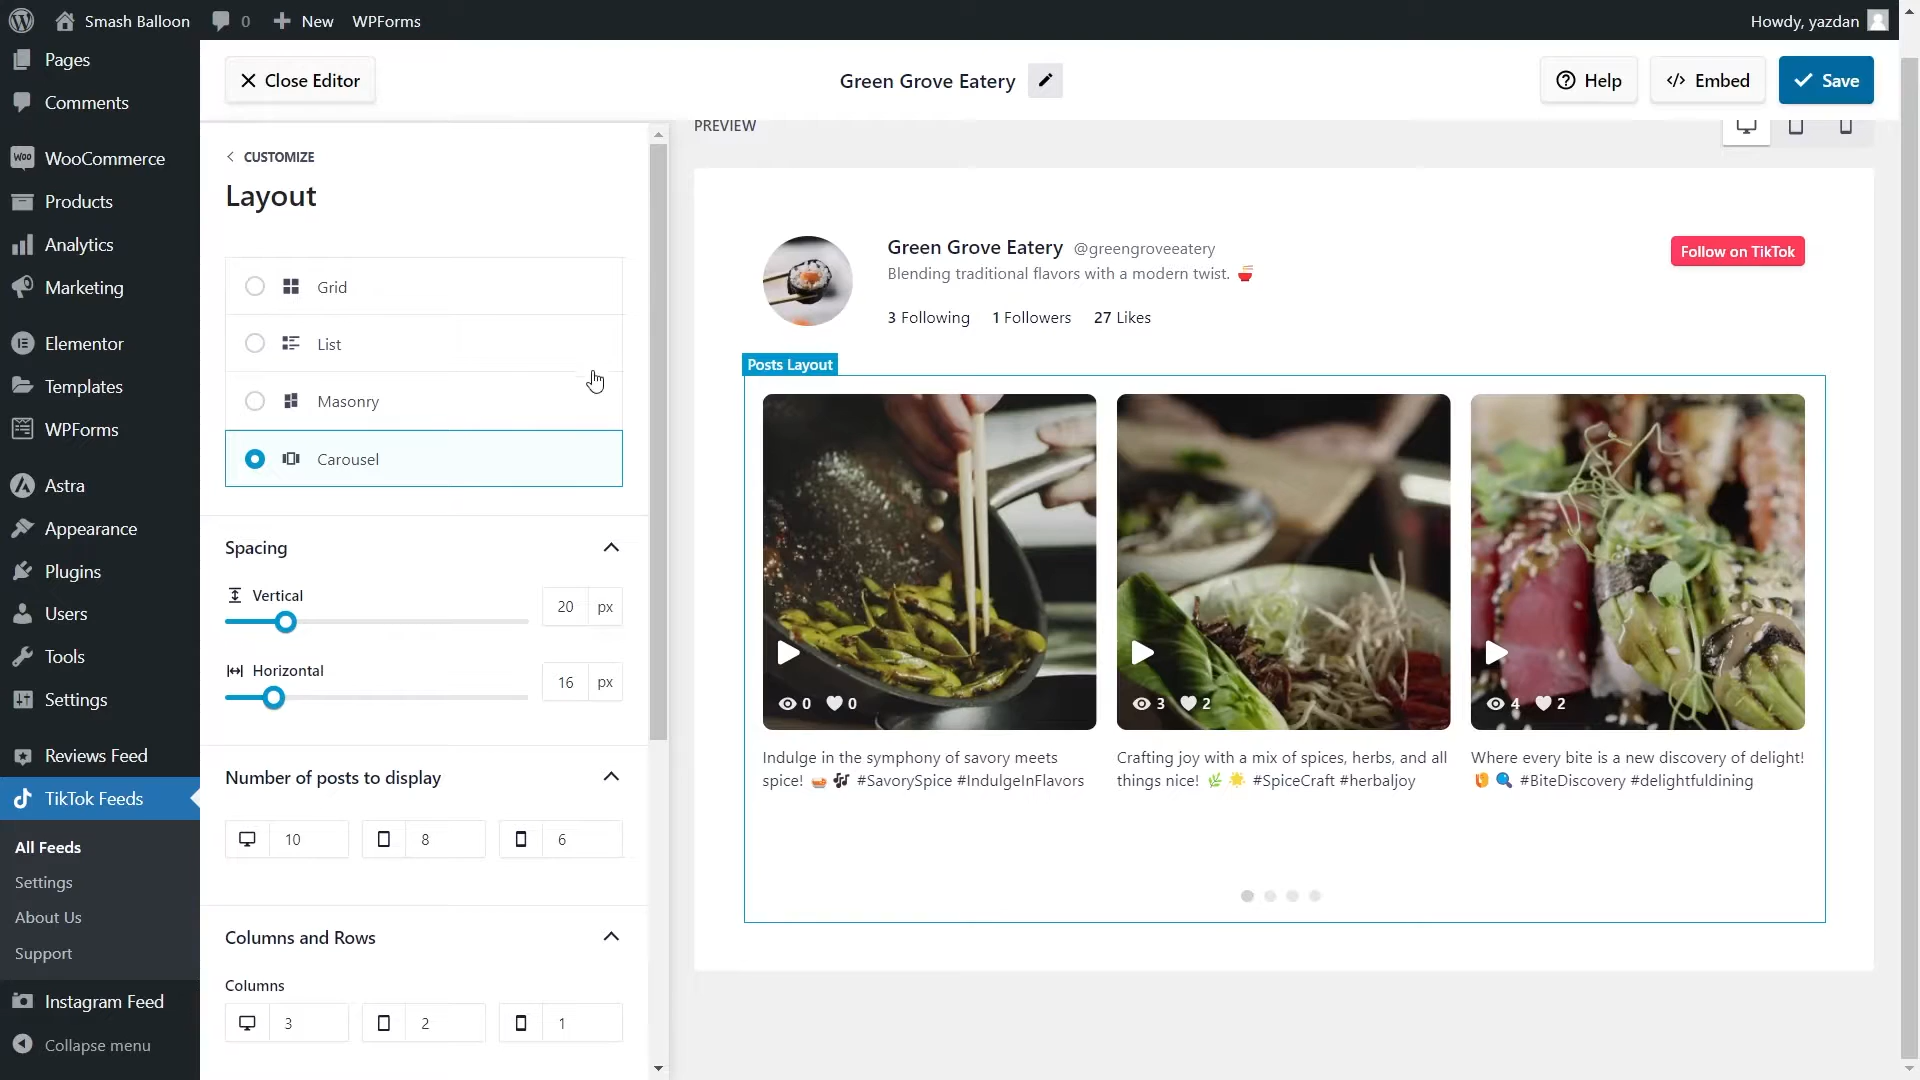 Smash Balloon
0
New
WPForms
Howdy, yazdan
Pages
Comments
WooCommerce
Products
Analytics
Marketing
Elementor
Templates
WPForms
Astra
Appearance
Plugins
Users
Tools
Settings
Reviews Feed
TikTok Feeds
All Feeds
Settings
About Us
Support
Instagram Feed
Collapse menu
Close Editor
Green Grove Eatery
Help
Embed
Save
CUSTOMIZE
Layout
Grid
List
Masonry
Carousel
Spacing
Vertical
20 px
Horizontal
16 px
Number of posts to display
10 8 6
Columns and Rows
Columns
3 2 1
PREVIEW
Green Grove Eatery @greengroveeatery
Blending traditional flavors with a modern twist. 🍜
3 Following 1 Followers 27 Likes
Follow on TikTok
Posts Layout
0 0
Indulge in the symphony of savory meets
spice! 🍛 🎶 #SavorySpice #IndulgeInFlavors
3 2
Crafting joy with a mix of spices, herbs, and all
things nice! 🌿 🌟 #SpiceCraft #herbaljoy
4 2
Where every bite is a new discovery of delight!
🍤 🔍 #BiteDiscovery #delightfuldining